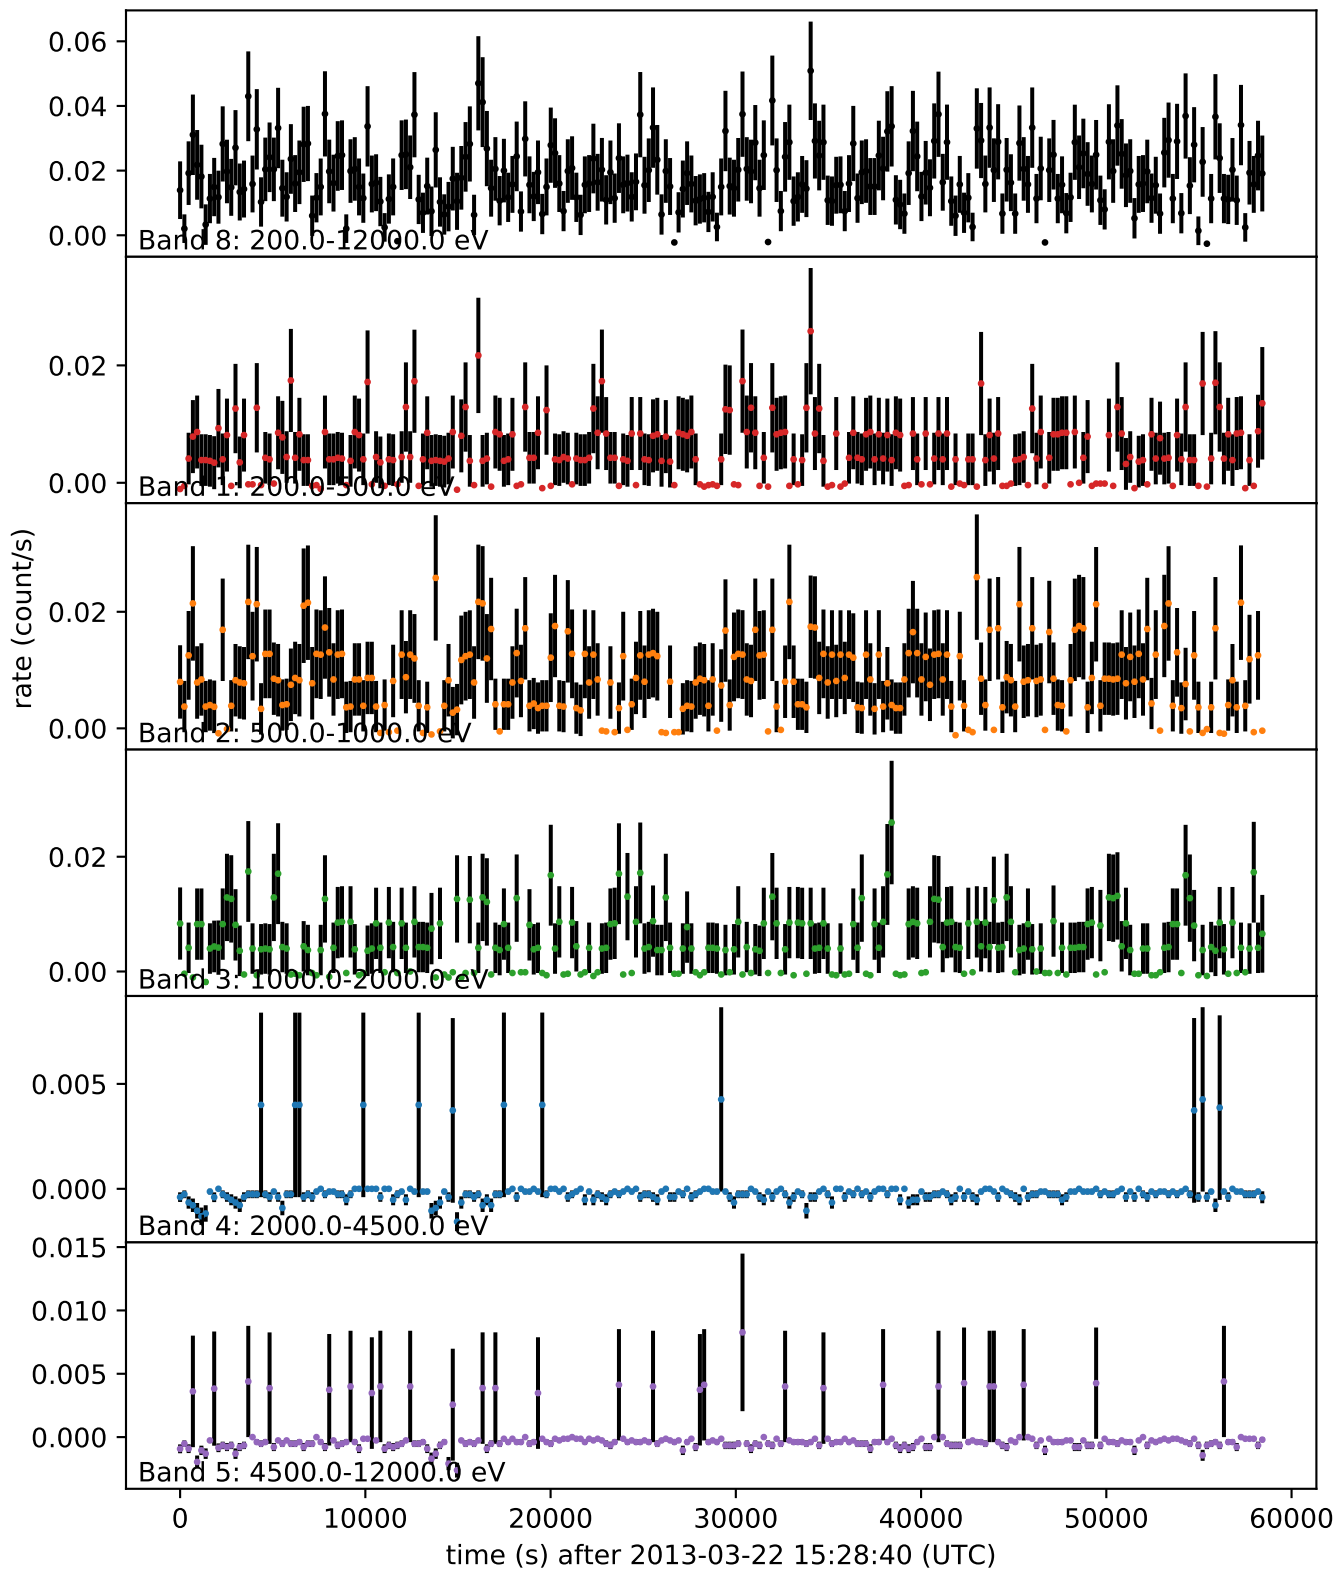 0.06
0.04
0.02
0.00
Band 8: 200.0-12000.0 eV
0.02
0.00
Band 1: 200.0-500.0 eV
0.02
0.00
Band 2: 500.0-1000.0 eV
rate (count/s)
0.02
0.00
Band 3: 1000.0-2000.0 eV
0.005
0.000
Band 4: 2000.0-4500.0 eV
0.015
0.010
0.005
0.000
Band 5: 4500.0-12000.0 eV
0 10000 20000 30000 40000 50000 60000
time (s) after 2013-03-22 15:28:40 (UTC)